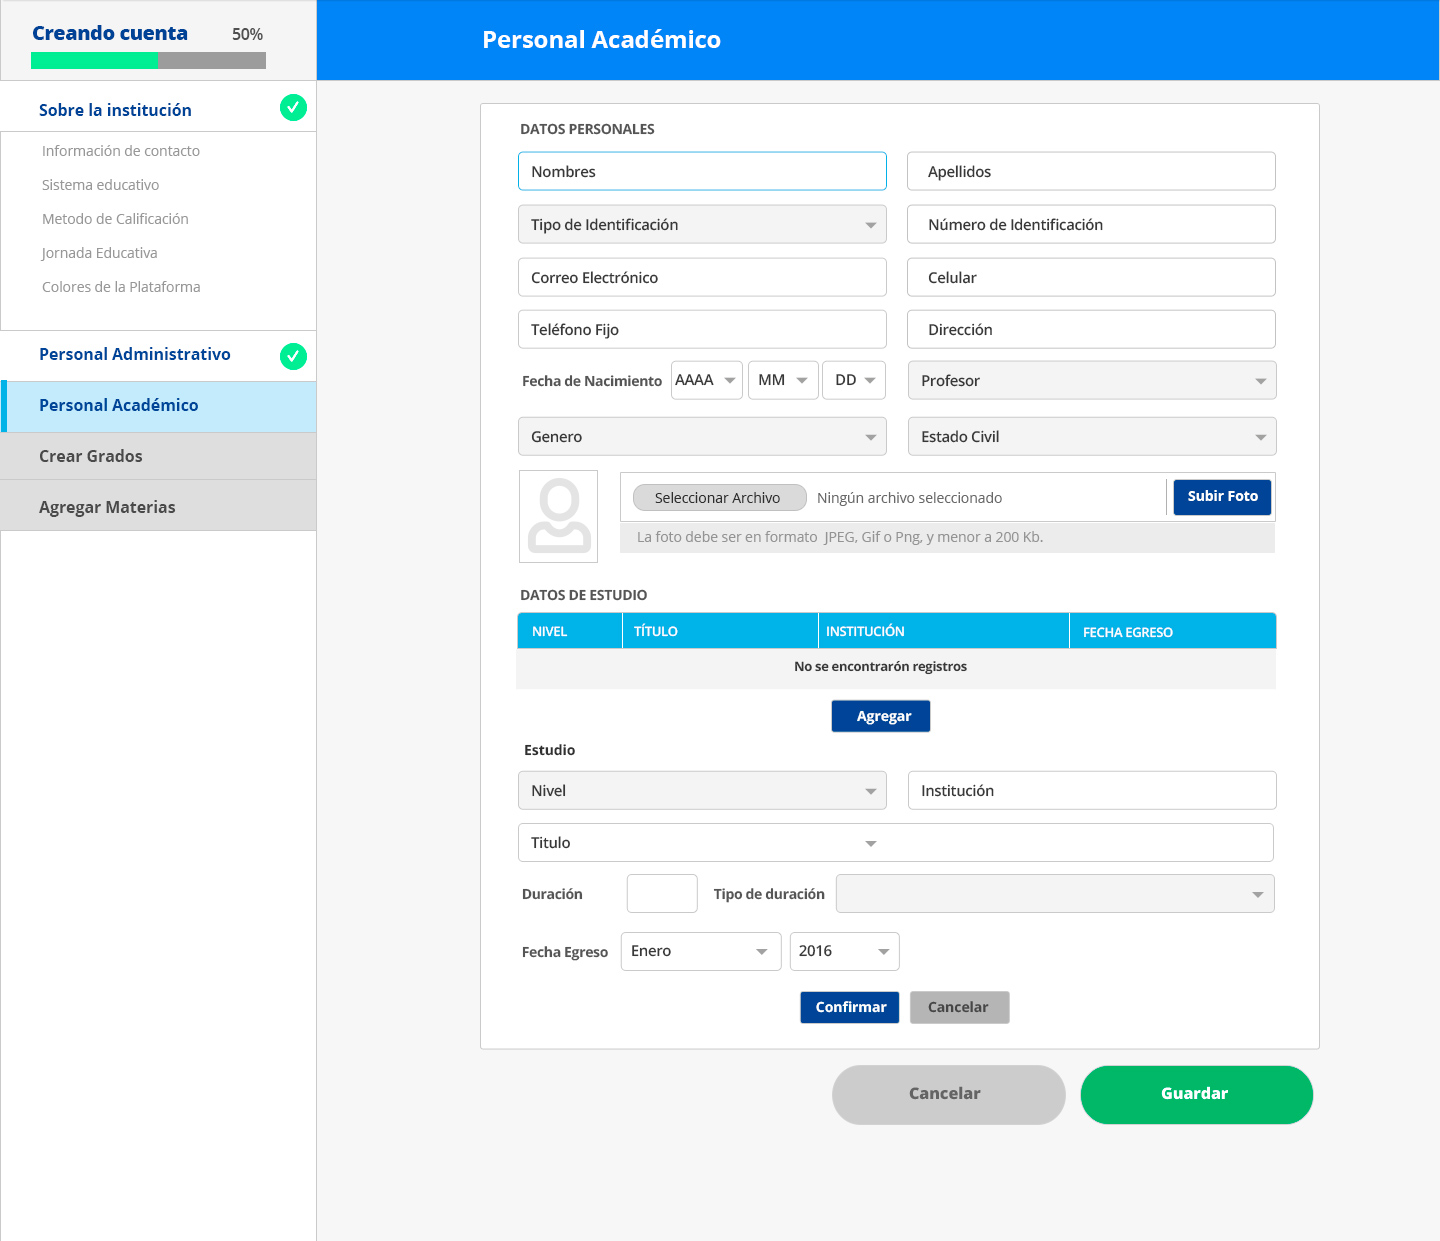 Creando cuenta 50%
Sobre la institución
Información de contacto
Sistema educativo
Metodo de Calificación
Jornada Educativa
Colores de la Plataforma
Personal Administrativo
Personal Académico
Crear Grados
Agregar Materias
Personal Académico
DATOS PERSONALES
Nombres Apellidos
Tipo de Identificación Número de Identificación
Correo Electrónico Celular
Teléfono Fijo Dirección
Fecha de Nacimiento AAAA MM DD Profesor
Genero Estado Civil
Seleccionar Archivo Ningún archivo seleccionado Subir Foto
La foto debe ser en formato JPEG, Gif o Png, y menor a 200 Kb.
DATOS DE ESTUDIO
NIVEL TÍTULO INSTITUCIÓN FECHA EGRESO
No se encontrarón registros
Agregar
Estudio
Nivel Institución
Titulo
Duración Tipo de duración
Fecha Egreso Enero 2016
Confirmar Cancelar
Cancelar Guardar